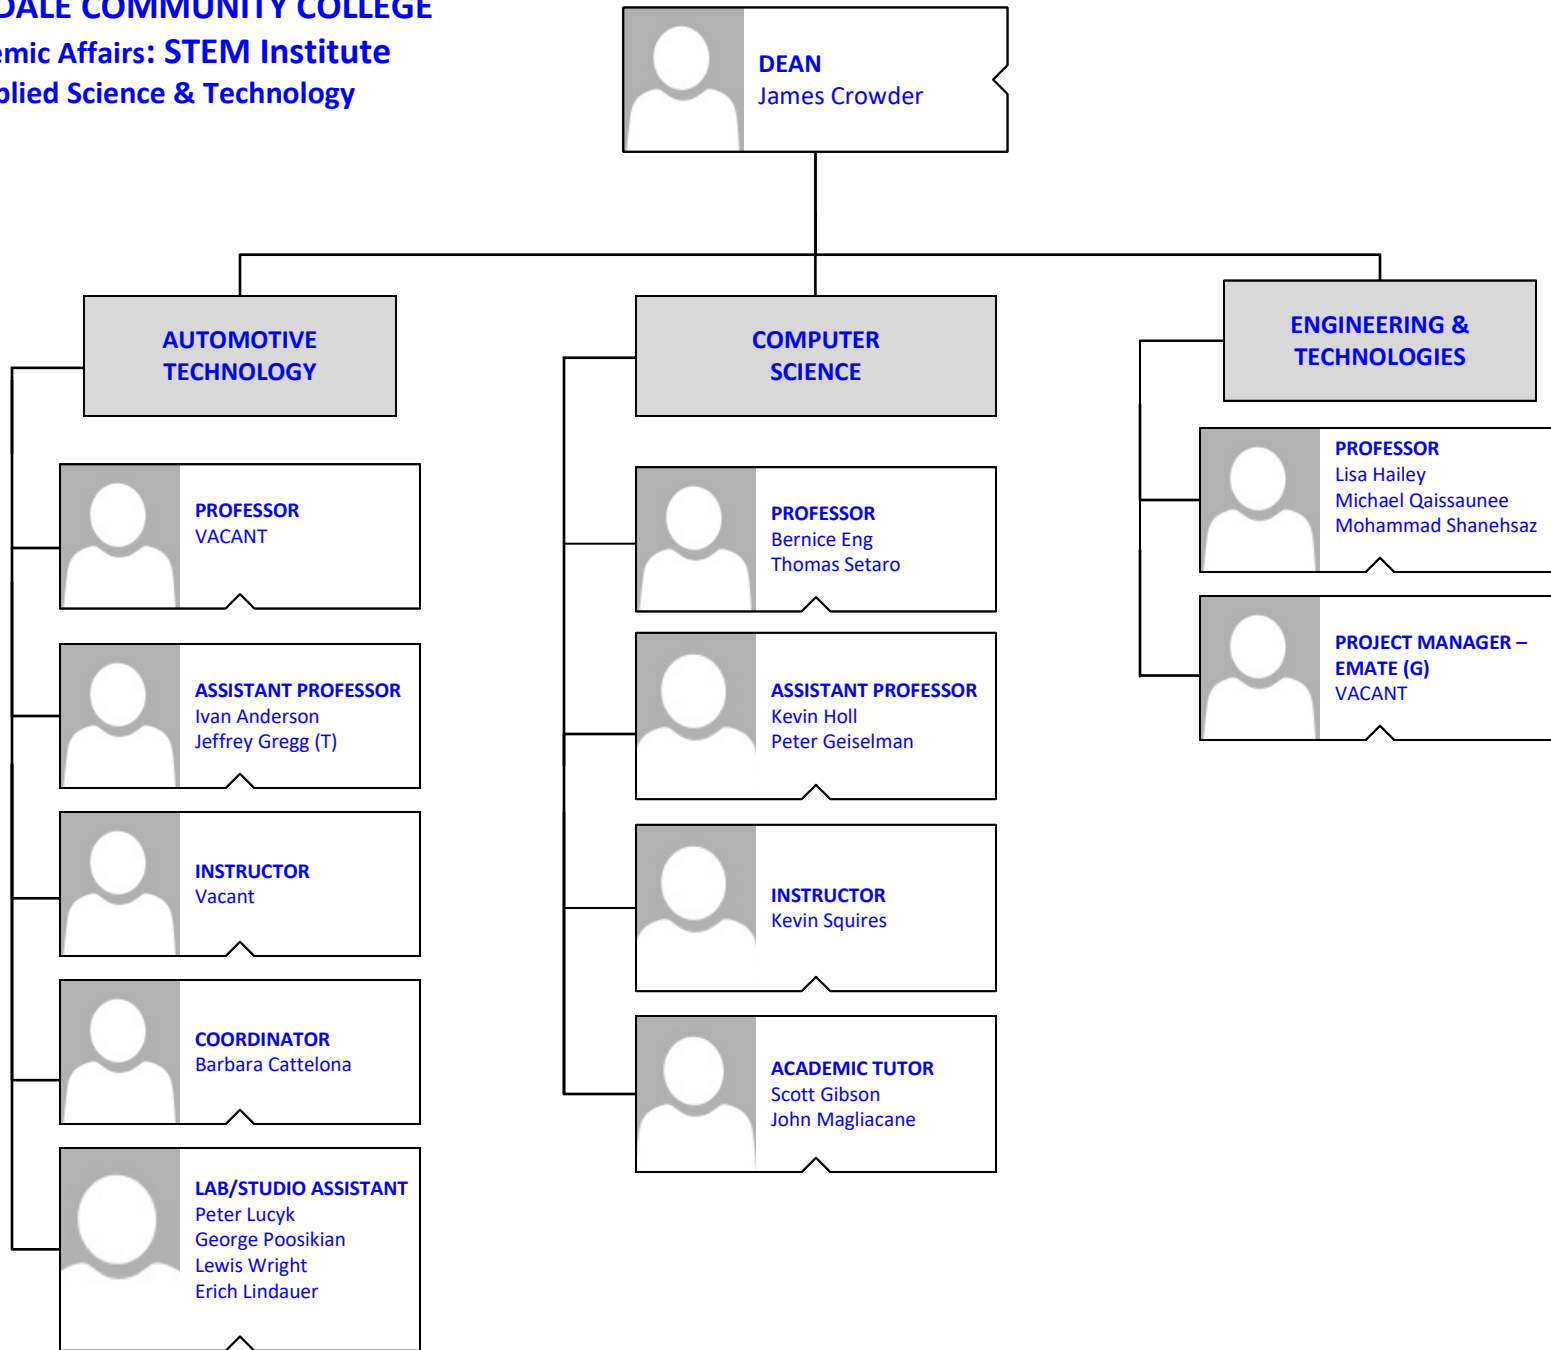 DALE COMMUNITY COLLEGE
emic Affairs: STEM Institute
plied Science & Technology
DEAN
James Crowder
AUTOMOTIVE
TECHNOLOGY
PROFESSOR
VACANT
ASSISTANT PROFESSOR
Ivan Anderson
Jeffrey Gregg (T)
INSTRUCTOR
Vacant
COORDINATOR
Barbara Cattelona
LAB/STUDIO ASSISTANT
Peter Lucyk
George Poosikian
Lewis Wright
Erich Lindauer
COMPUTER
SCIENCE
PROFESSOR
Bernice Eng
Thomas Setaro
ASSISTANT PROFESSOR
Kevin Holl
Peter Geiselman
INSTRUCTOR
Kevin Squires
ACADEMIC TUTOR
Scott Gibson
John Magliacane
ENGINEERING &
TECHNOLOGIES
PROFESSOR
Lisa Hailey
Michael Qaissaunee
Mohammad Shanehsaz
PROJECT MANAGER –
EMATE (G)
VACANT